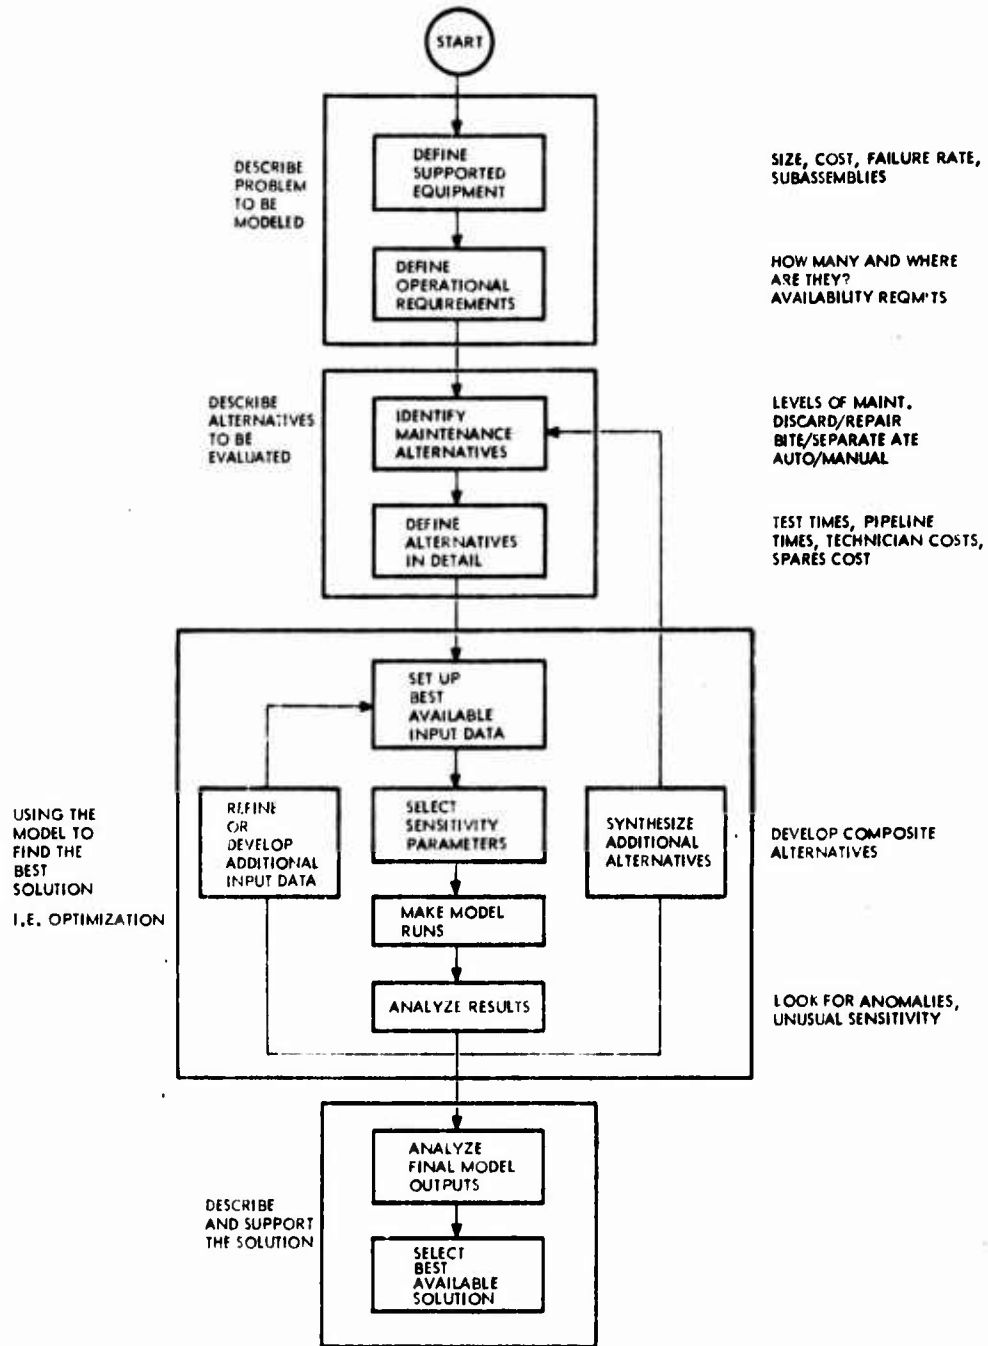 START
DESCRIBE
PROBLEM
TO BE
MODELED
DEFINE
SUPPORTED
EQUIPMENT
SIZE, COST, FAILURE RATE,
SUBASSEMBLIES
DEFINE
OPERATIONAL
REQUIREMENTS
HOW MANY AND WHERE
ARE THEY?
AVAILABILITY REQM'TS
DESCRIBE
ALTERNATIVES
TO BE
EVALUATED
IDENTIFY
MAINTENANCE
ALTERNATIVES
LEVELS OF MAINT.
DISCARD/REPAIR
BITE/SEPARATE ATE
AUTO/MANUAL
DEFINE
ALTERNATIVES
IN DETAIL
TEST TIMES, PIPELINE
TIMES, TECHNICIAN COSTS,
SPARES COST
SET UP
BEST
AVAILABLE
INPUT DATA
USING THE
MODEL TO
FIND THE
BEST
SOLUTION
I.E. OPTIMIZATION
REFINE
OR
DEVELOP
ADDITIONAL
INPUT DATA
SELECT
SENSITIVITY
PARAMETERS
SYNTHESIZE
ADDITIONAL
ALTERNATIVES
DEVELOP COMPOSITE
ALTERNATIVES
MAKE MODEL
RUNS
ANALYZE RESULTS
LOOK FOR ANOMALIES,
UNUSUAL SENSITIVITY
DESCRIBE
AND SUPPORT
THE SOLUTION
ANALYZE
FINAL MODEL
OUTPUTS
SELECT
BEST
AVAILABLE
SOLUTION